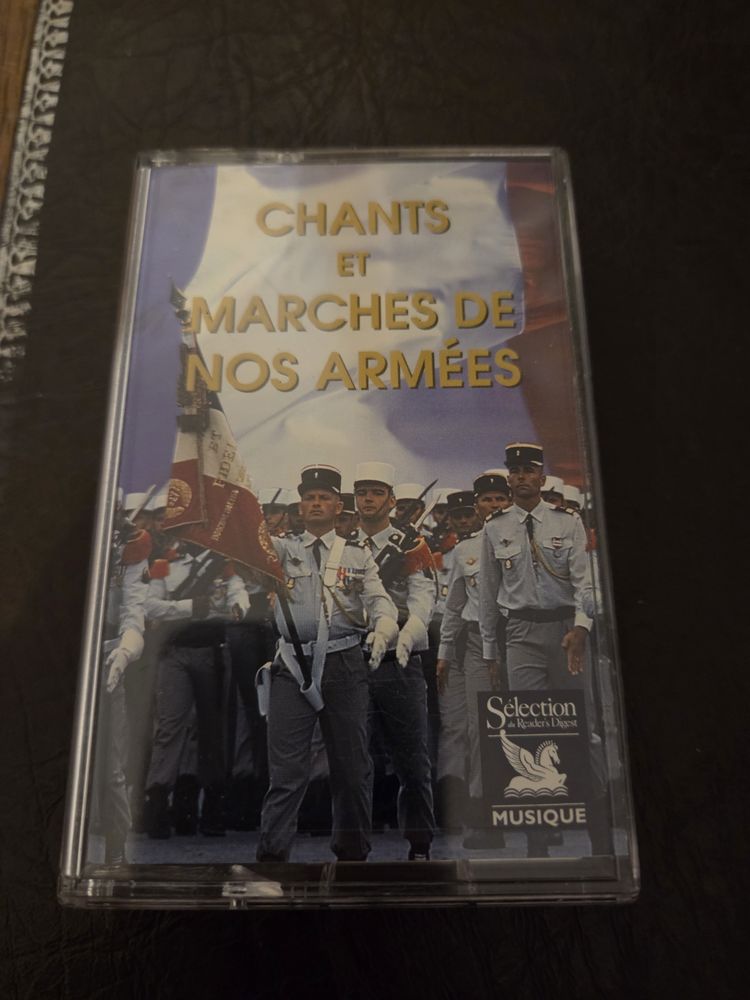 CHANTS
ET
MARCHES DE
NOS ARMÉES
Sélection
du Reader's Digest
MUSIQUE